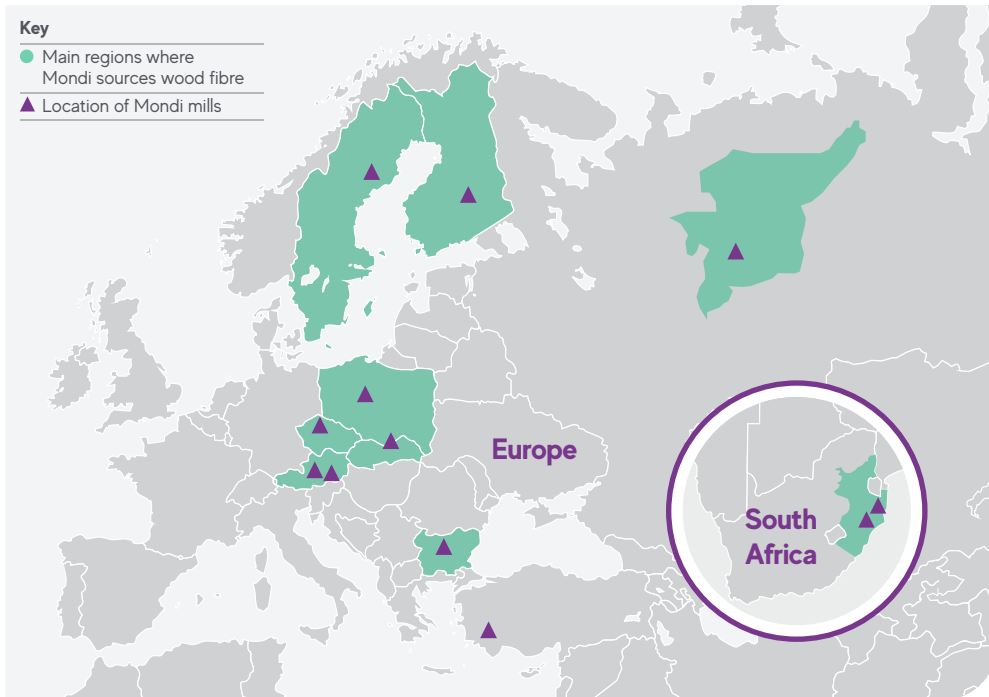 Key
Main regions where
Mondi sources wood fibre
Location of Mondi mills
Europe
South
Africa